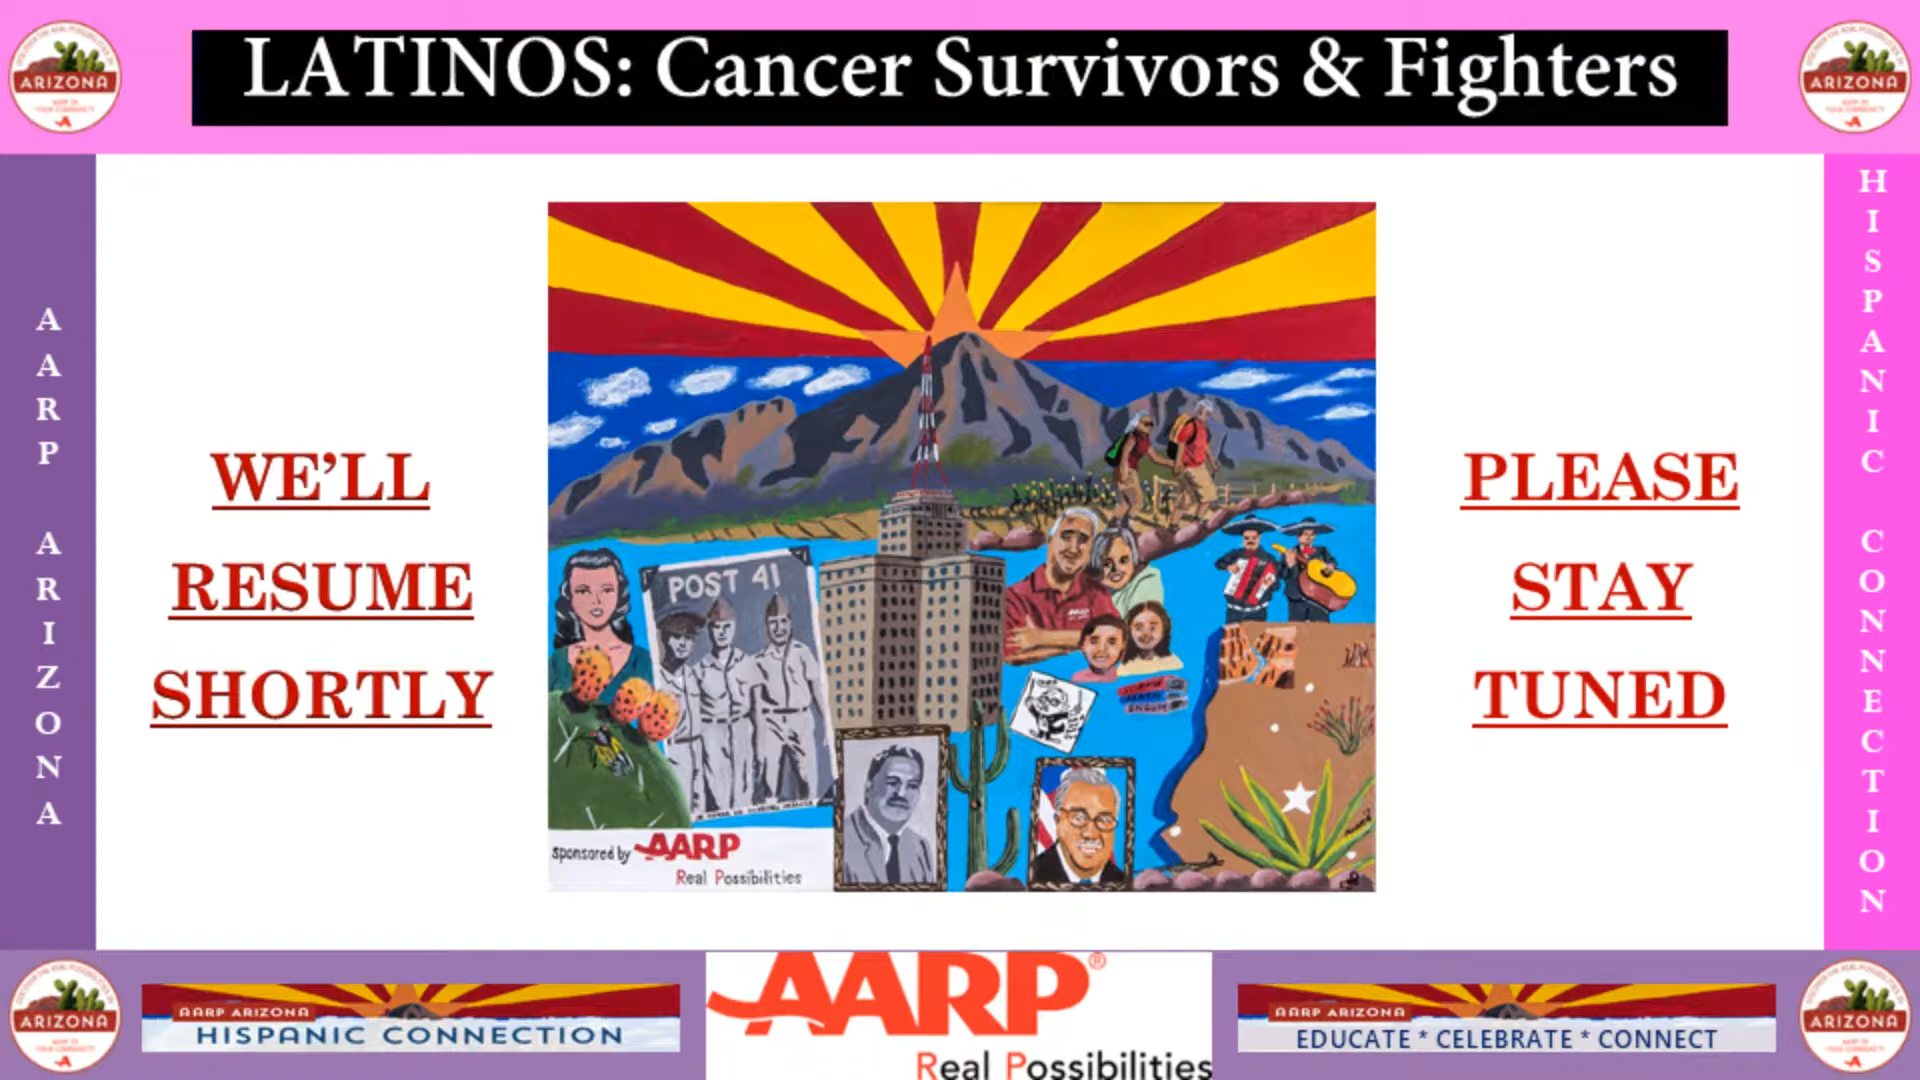 LATINOS: Cancer Survivors & Fighters
ARIZONA
ARIZONA
AARP ARIZONA
HISPANIC CONNECTION
WE'LL
RESUME
SHORTLY
POST 41
sponsored by AARP
Real Possibilities
PLEASE
STAY
TUNED
ARIZONA
AARP ARIZONA
HISPANIC CONNECTION
AARP®
Real Possibilities
AARP ARIZONA
EDUCATE * CELEBRATE * CONNECT
ARIZONA